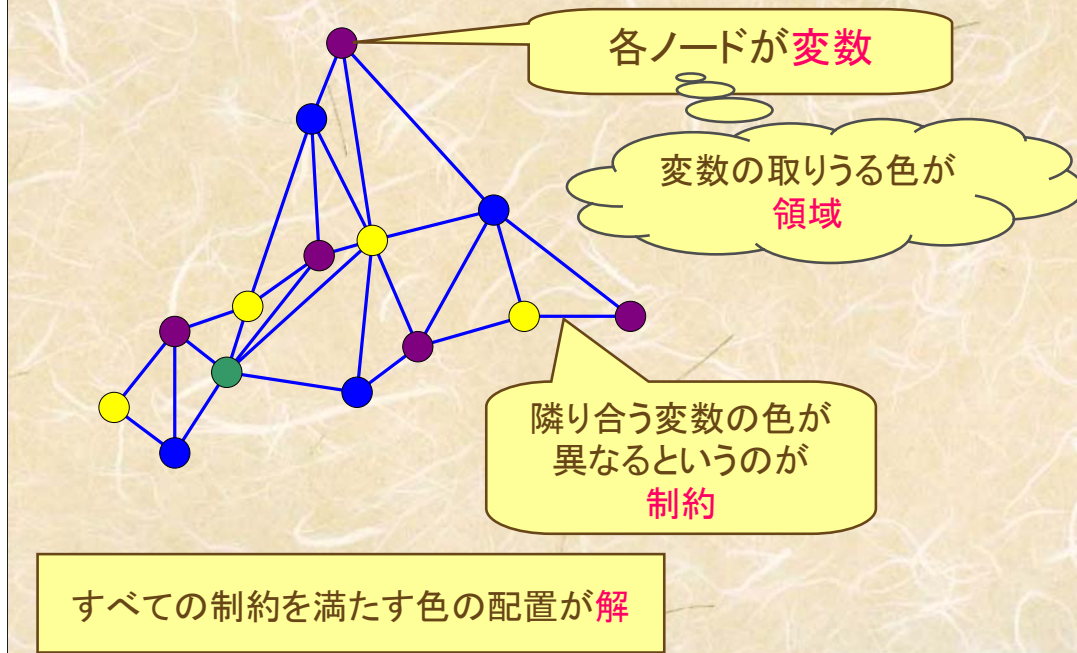 各ノードが変数
変数の取りうる色が
領域
隣り合う変数の色が
異なるというのが
制約
すべての制約を満たす色の配置が解